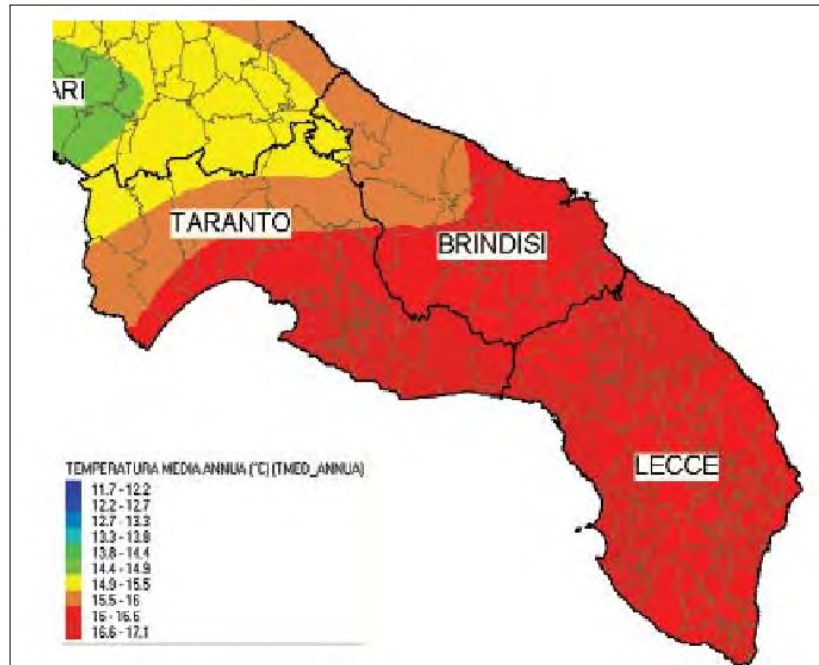 ARI
TARANTO
BRINDISI
LECCE
TEMPERATURA MEDIA ANNUA (°C) (TMED_ANNUA)
11.7 - 12.2
12.2 - 12.7
12.7 - 13.3
13.3 - 13.8
13.8 - 14.4
14.4 - 14.9
14.9 - 15.5
15.5 - 16
16 - 16.6
16.6 - 17.1